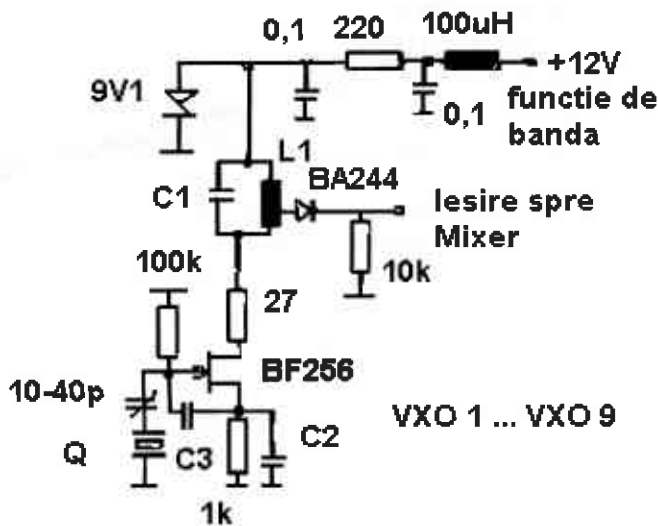 0,1
220
100uH
+12V
9V1
0,1
functie de
banda
L1
C1
BA244
Iesire spre
Mixer
100k
10k
27
BF256
10-40p
VXO 1 ... VXO 9
Q
C3
C2
1k